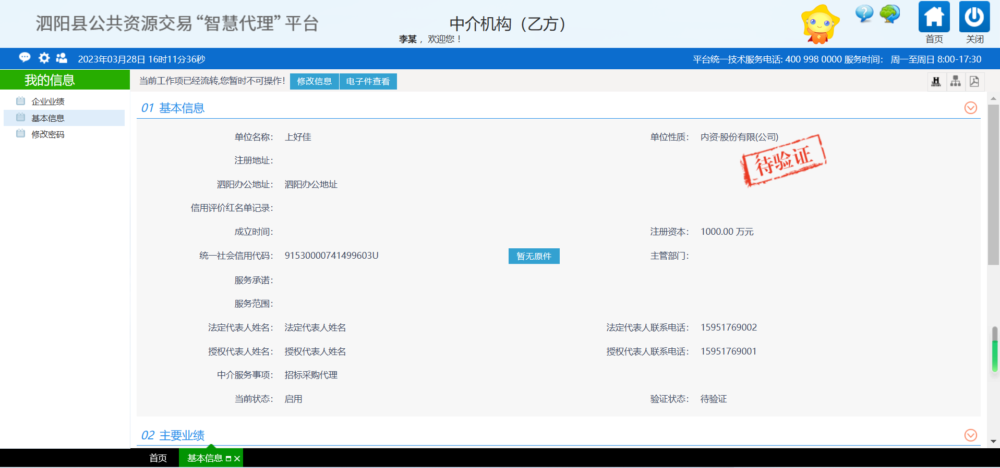 泗阳县公共资源交易“智慧代理”平台
中介机构（乙方）
李某，欢迎您！
首页
关闭
2023年03月28日 16时11分36秒
平台统一技术服务电话: 400 998 0000 服务时间： 周一至周日 8:00-17:30
我的信息
企业业绩
基本信息
修改密码
当前工作项已经流转,您暂时不可操作！ 修改信息 电子件查看
01 基本信息
单位名称： 上好佳 单位性质： 内资·股份有限(公司)
待验证
注册地址：
泗阳办公地址： 泗阳办公地址
信用评价红名单记录：
成立时间： 注册资本： 1000.00 万元
统一社会信用代码： 91530000741499603U 暂无原件 主管部门：
服务承诺：
服务范围：
法定代表人姓名： 法定代表人姓名 法定代表人联系电话： 15951769002
授权代表人姓名： 授权代表人姓名 授权代表人联系电话： 15951769001
中介服务事项： 招标采购代理
当前状态： 启用 验证状态： 待验证
02 主要业绩
首页 基本信息